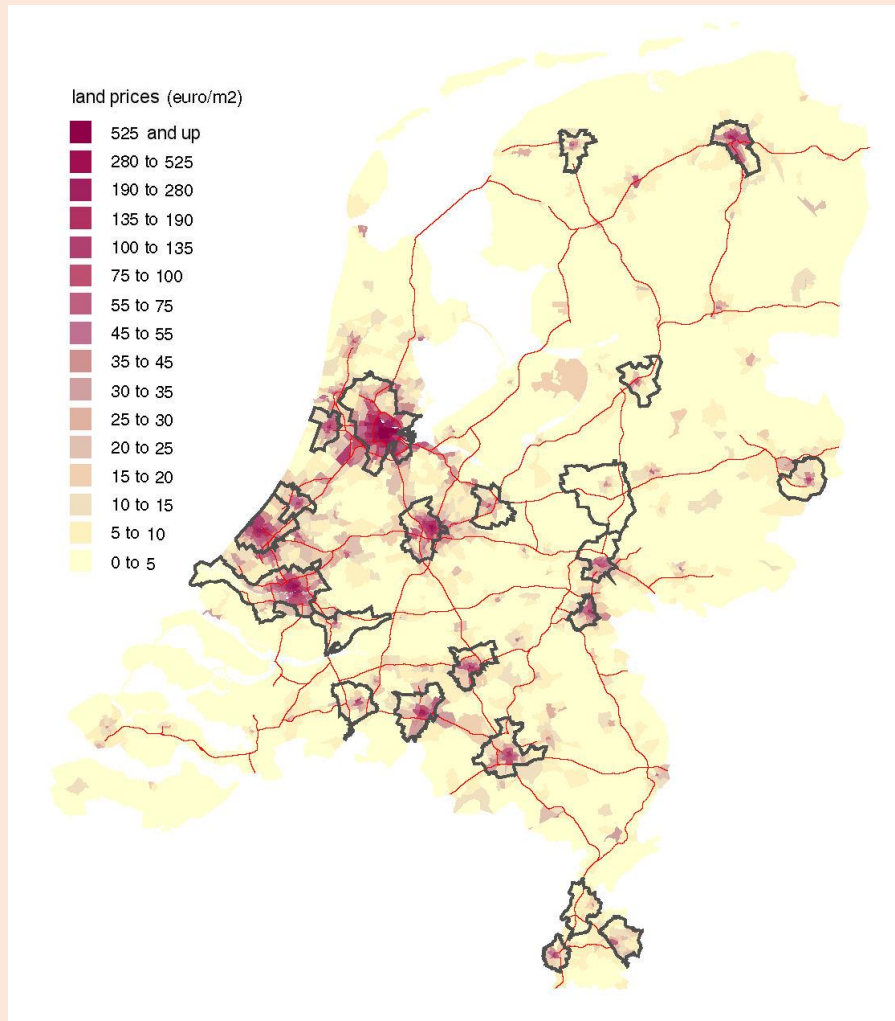 land prices (euro/m2)
525 and up
280 to 525
190 to 280
135 to 190
100 to 135
75 to 100
55 to 75
45 to 55
35 to 45
30 to 35
25 to 30
20 to 25
15 to 20
10 to 15
5 to 10
0 to 5